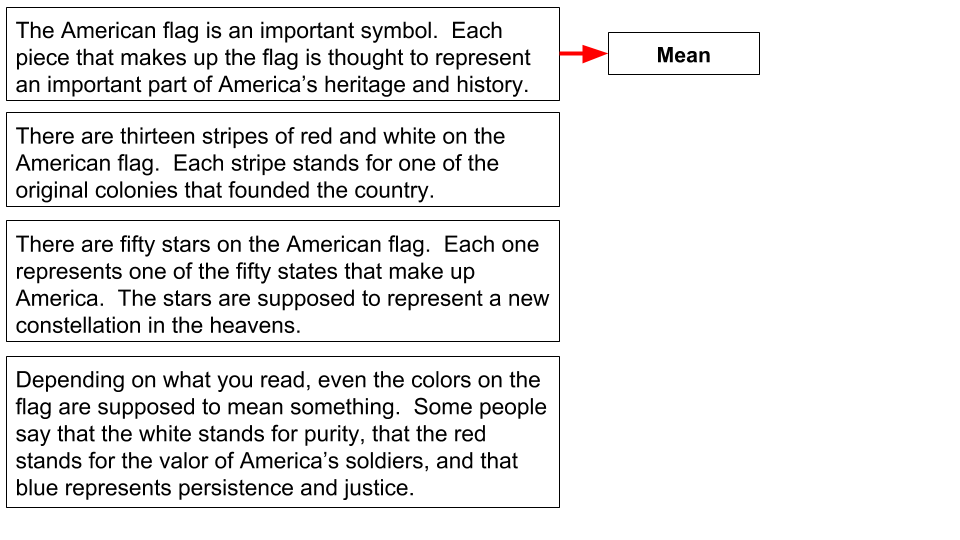 The American flag is an important symbol.  Each
piece that makes up the flag is thought to represent
an important part of America’s heritage and history.
Mean
There are thirteen stripes of red and white on the
American flag.  Each stripe stands for one of the
original colonies that founded the country.
There are fifty stars on the American flag.  Each one
represents one of the fifty states that make up
America.  The stars are supposed to represent a new
constellation in the heavens.
Depending on what you read, even the colors on the
flag are supposed to mean something.  Some people
say that the white stands for purity, that the red
stands for the valor of America’s soldiers, and that
blue represents persistence and justice.